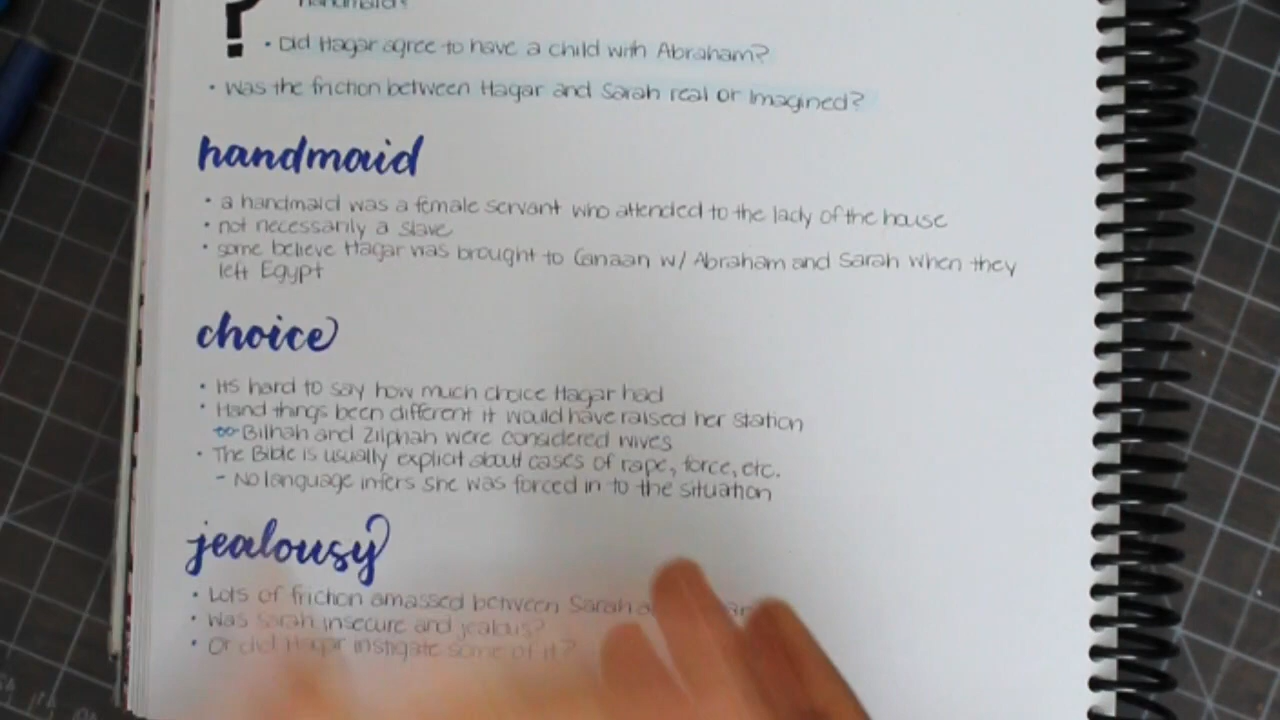 ?
• Did Hagar agree to have a child with Abraham?
• Was the friction between Hagar and Sarah real or Imagined?
handmaid
• a handmaid was a female servant who attended to the lady of the house
• not necessarily a slave
• some believe Hagar was brought to Canaan w/ Abraham and Sarah when they
left Egypt
choice
• Its hard to say how much choice Hagar had
• Hand things been different it would have raised her station
Bilhah and Zilphah were considered wives
• The Bible is usually explicit about cases of rape, force, etc.
- No language infers she was forced in to the situation
jealousy
• Lots of friction amassed between Sarah
• Was Sarah insecure and jealous?
• Or did Hagar instigate some of it?